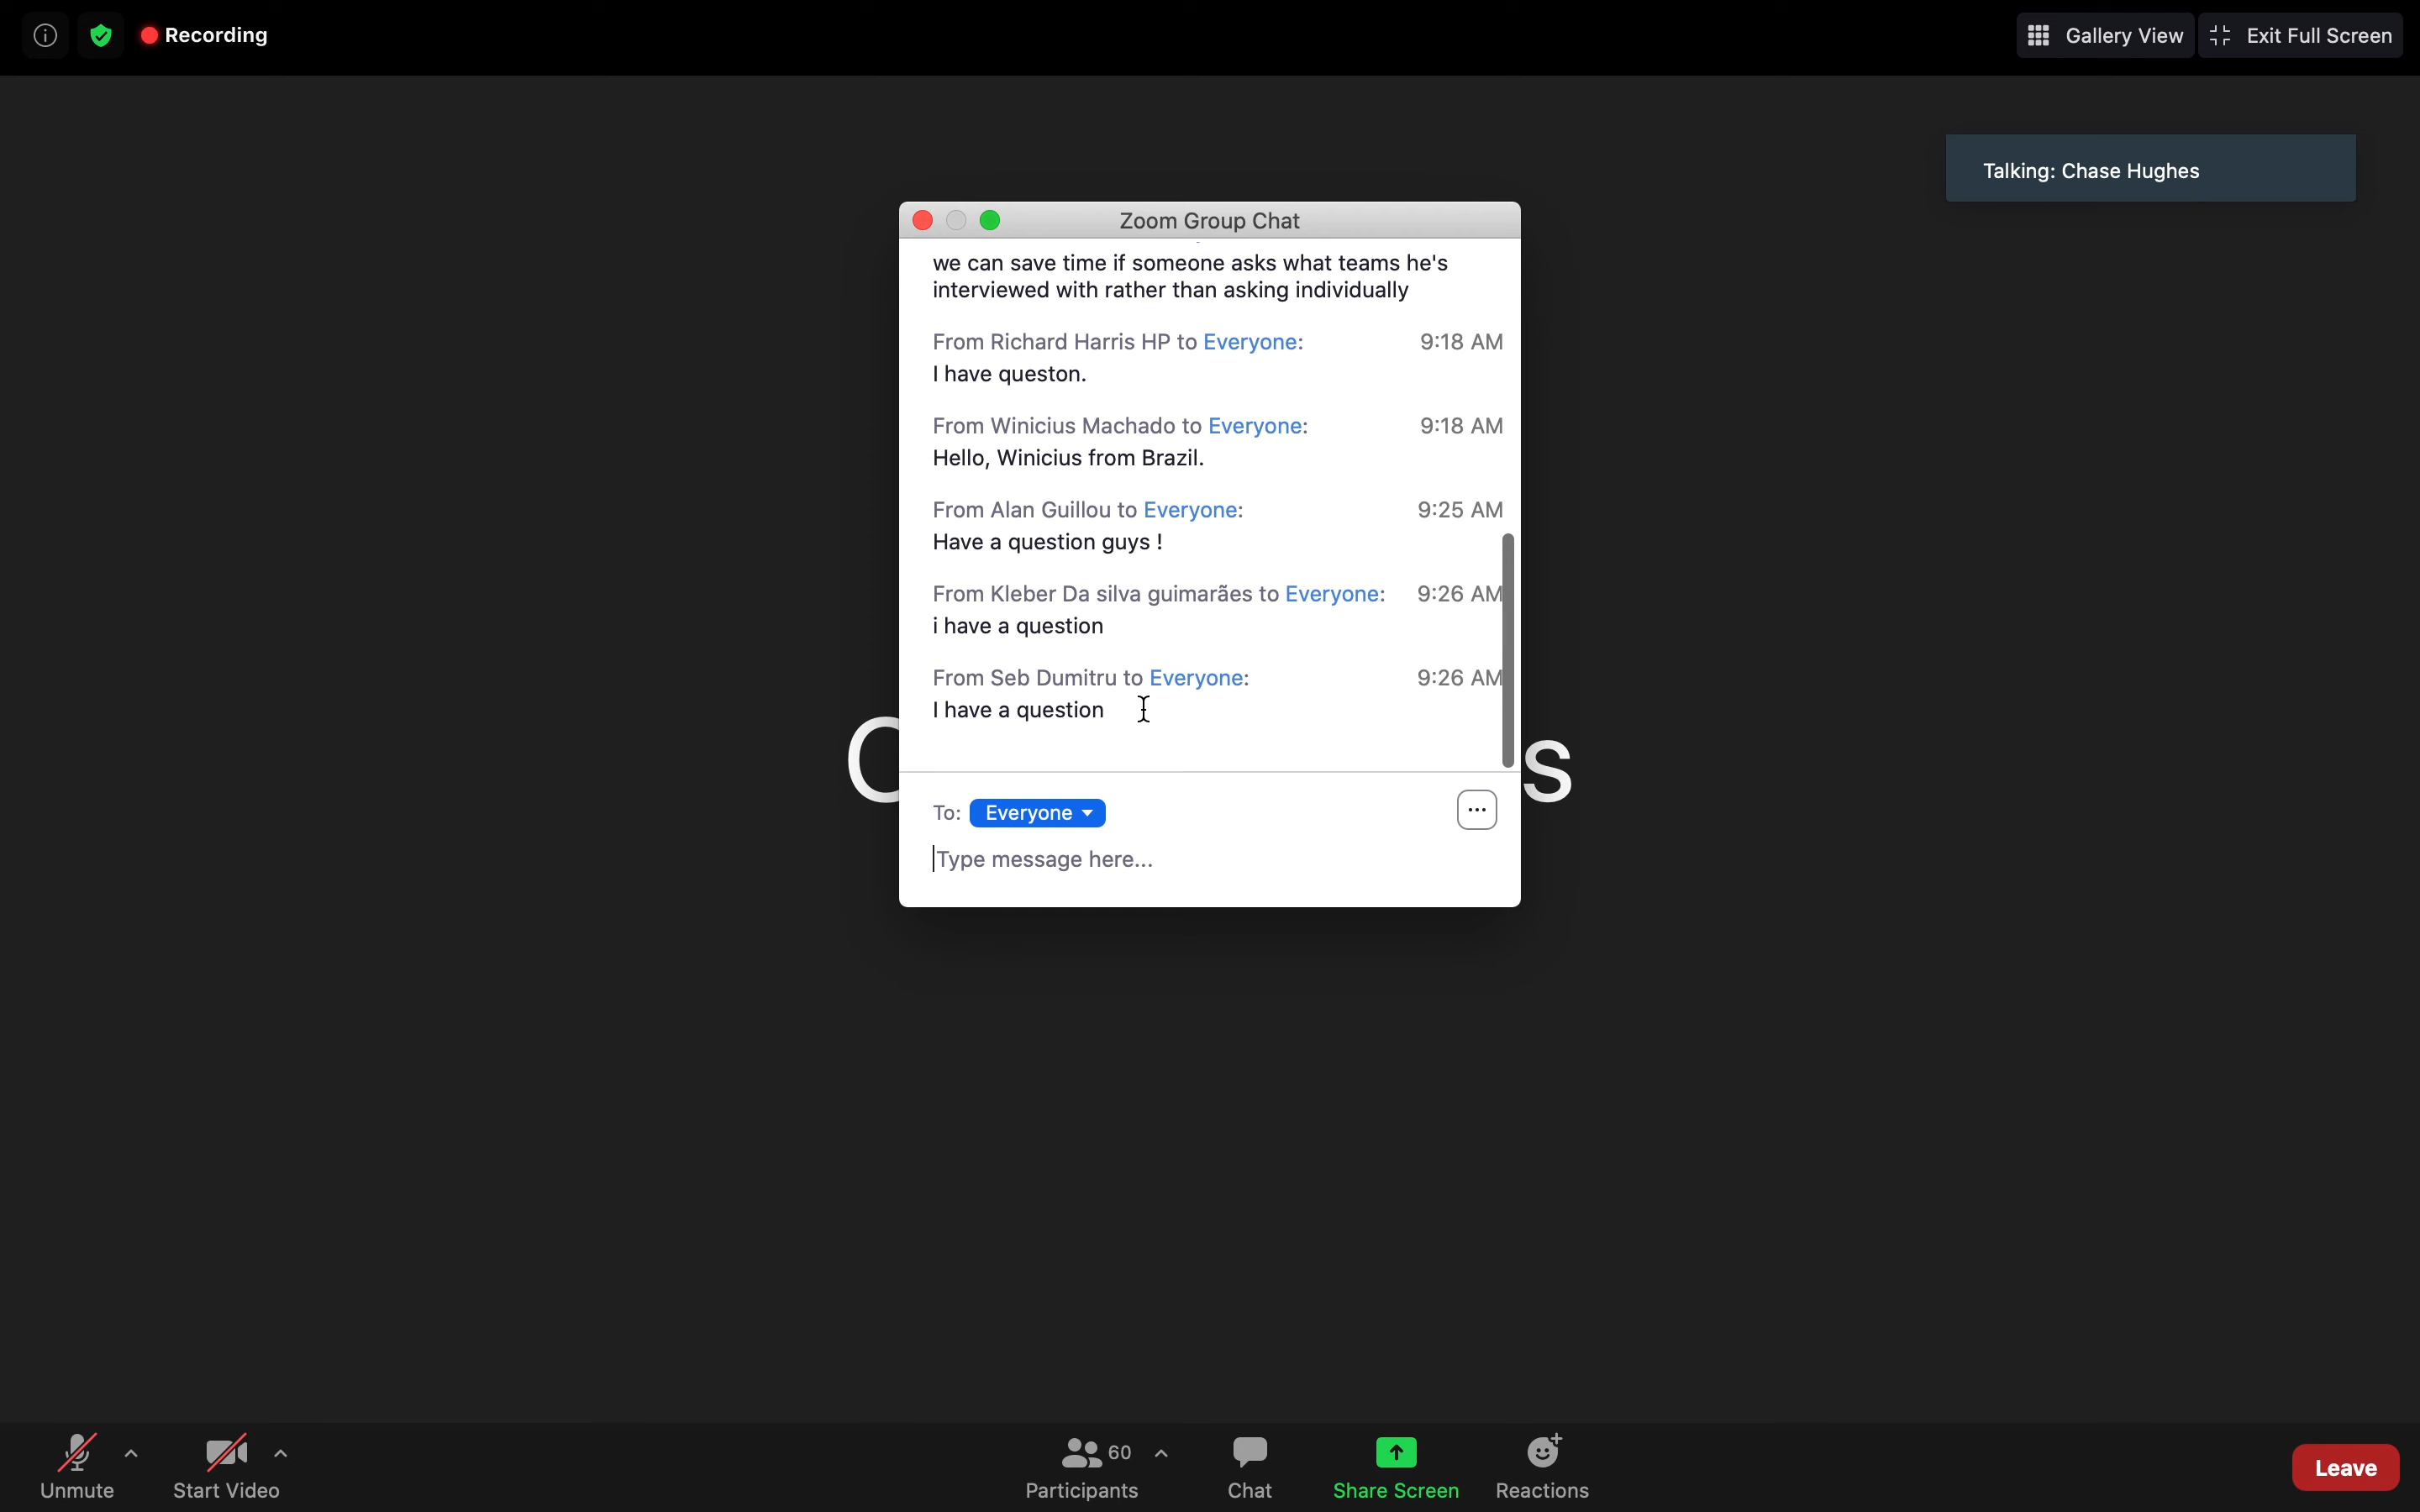 Recording
Gallery View
Exit Full Screen
Talking: Chase Hughes
Zoom Group Chat
we can save time if someone asks what teams he's
interviewed with rather than asking individually
From Richard Harris HP to Everyone: 9:18 AM
I have queston.
From Winicius Machado to Everyone: 9:18 AM
Hello, Winicius from Brazil.
From Alan Guillou to Everyone: 9:25 AM
Have a question guys !
From Kleber Da silva guimarães to Everyone: 9:26 AM
i have a question
From Seb Dumitru to Everyone: 9:26 AM
I have a question
To: Everyone
Type message here...
Unmute
Start Video
60
Participants
Chat
Share Screen
Reactions
Leave